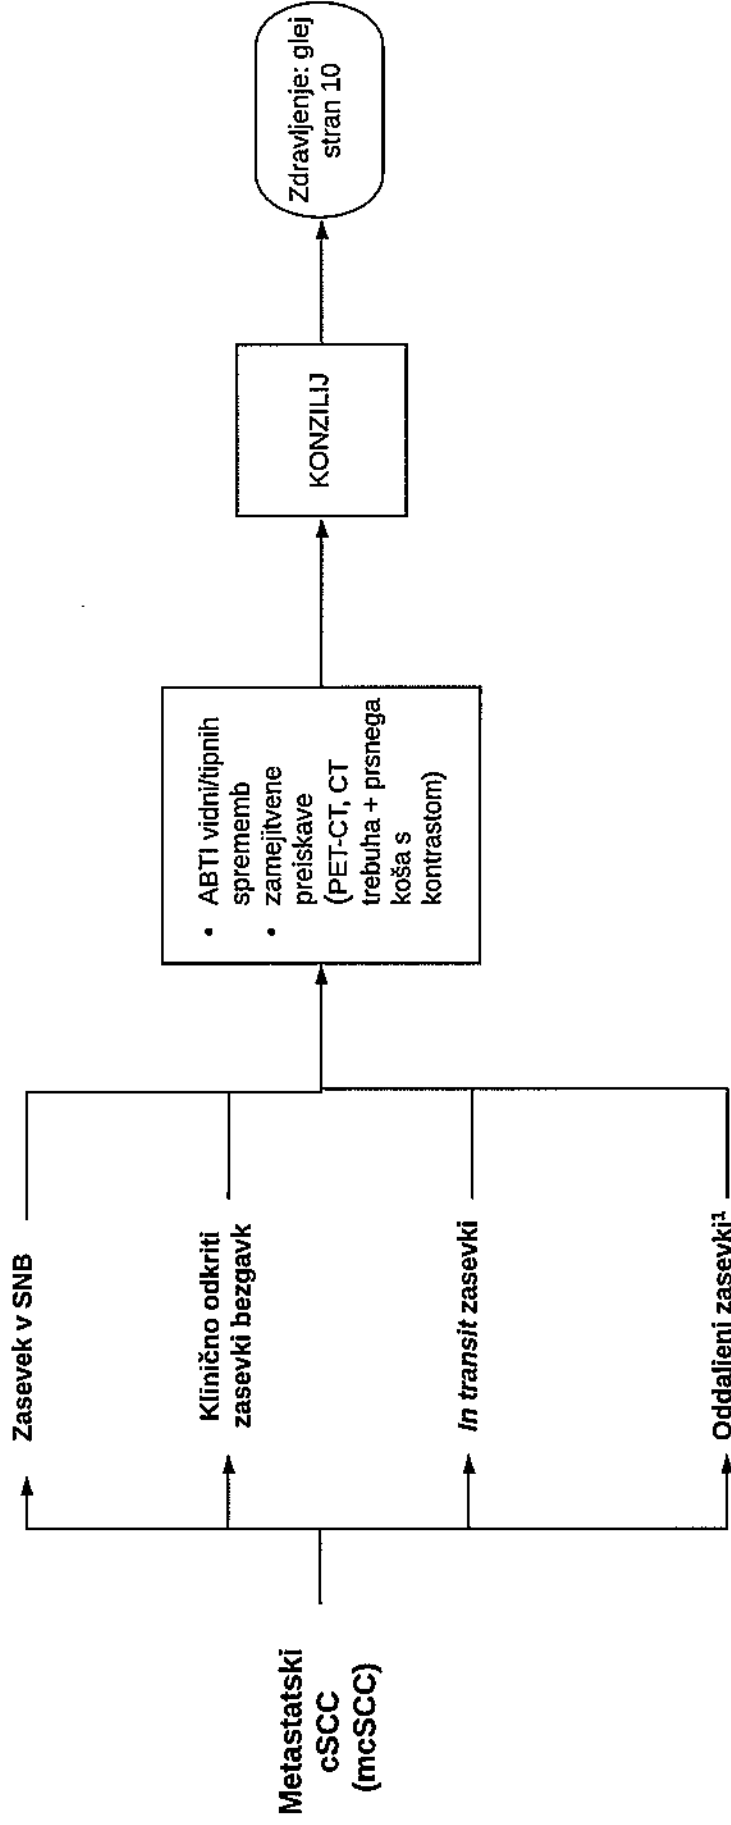 Metastatski
cSCC
(mcSCC)
Zasevek v SNB
Klinično odkriti
zasevki bezgavk
In transit zasevki
Oddaljeni zasevki¹
• ABTI vidni/tipnih
sprememb
• zamejitvene
preiskave
(PET-CT, CT
trebuha + prsnega
koša s
kontrastom)
KONZILIJ
Zdravljenje: glej
stran 10